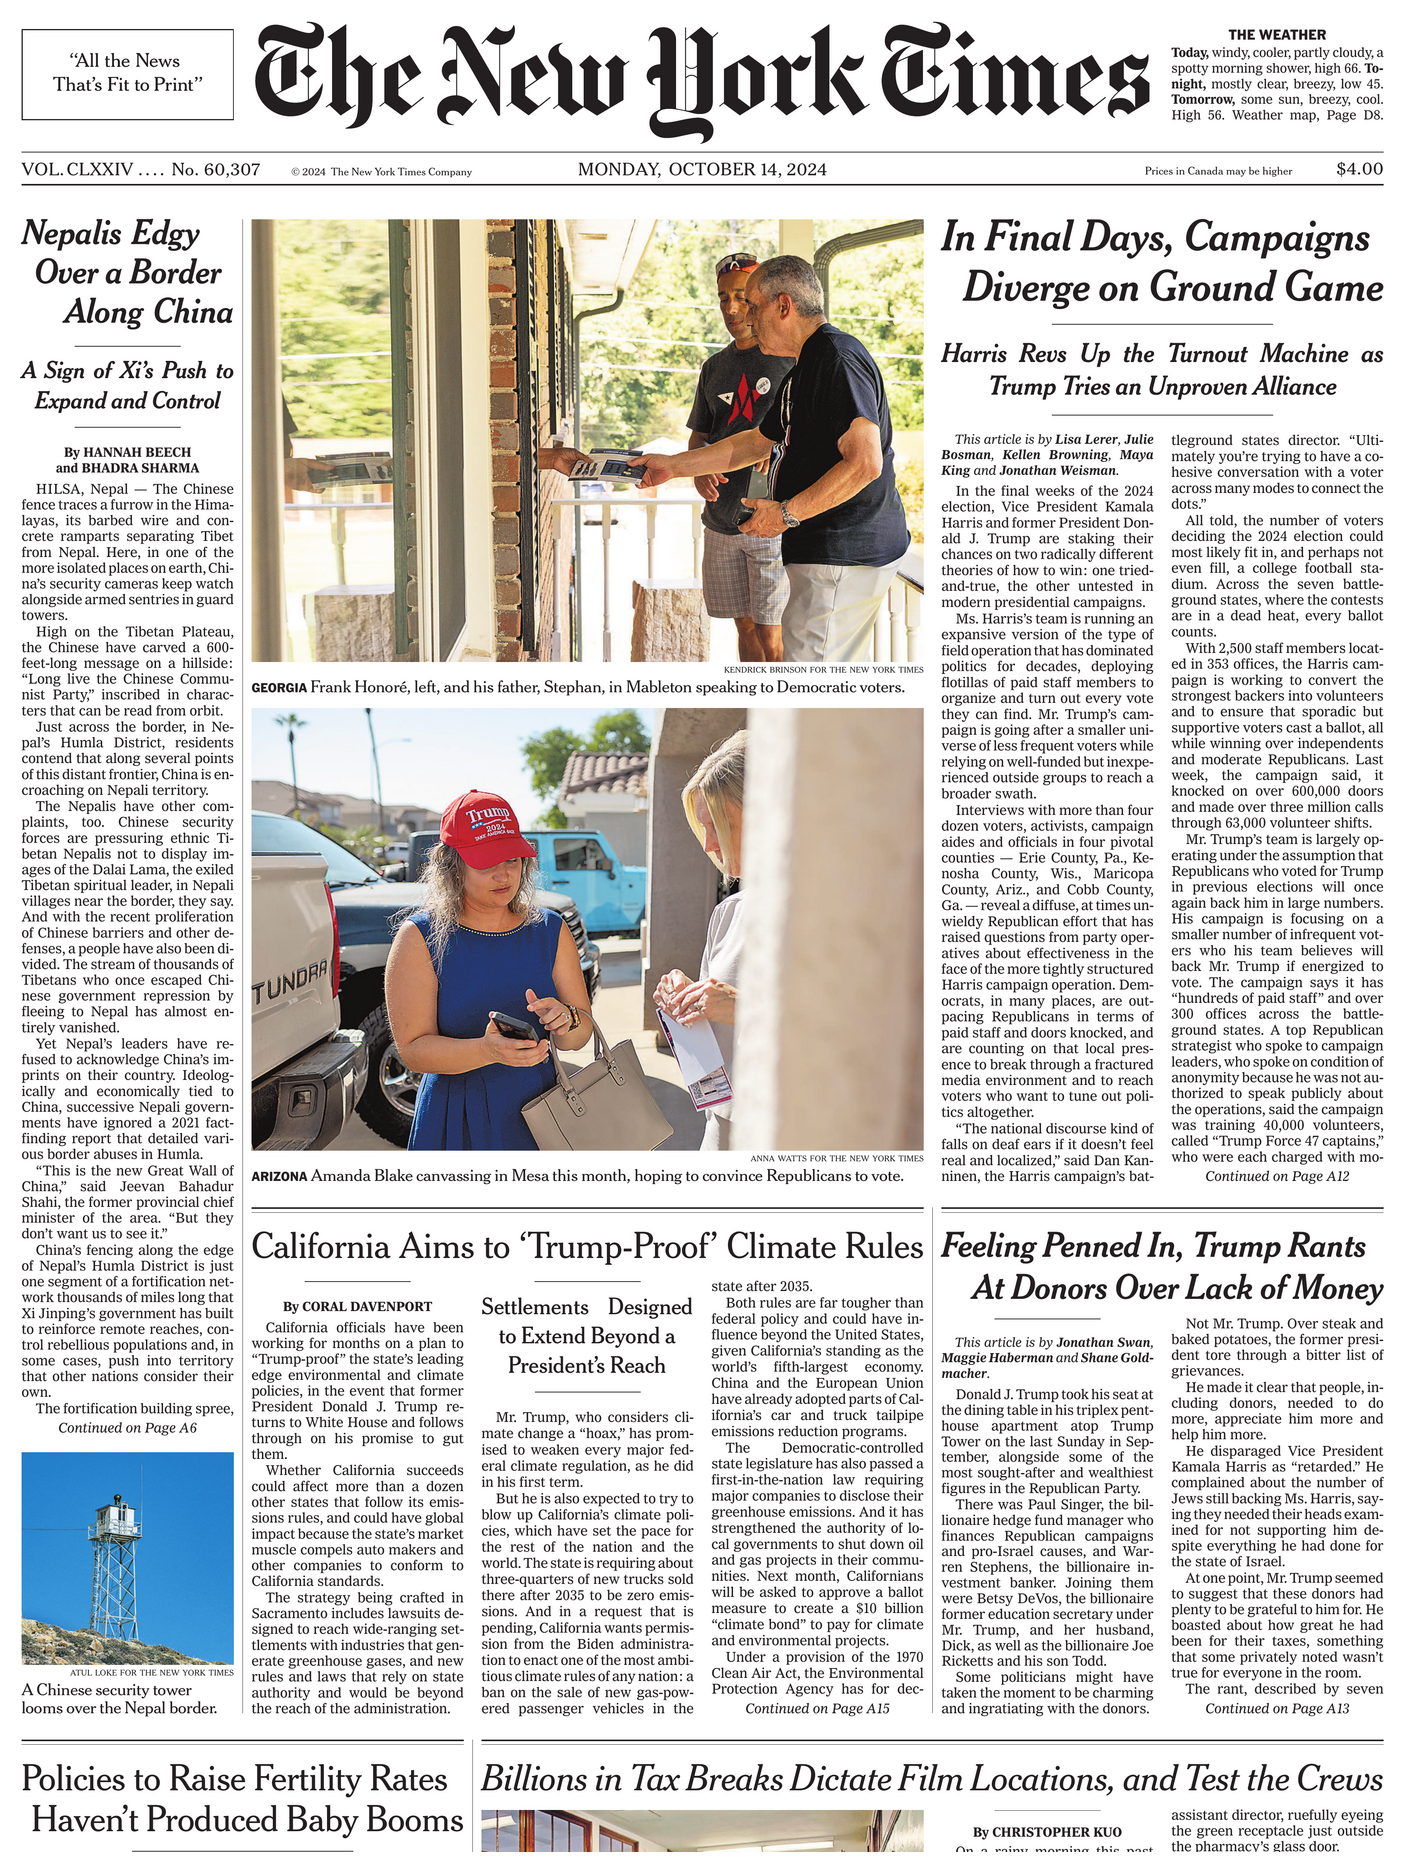 “All the News
That’s Fit to Print”
The New York Times
THE WEATHER
Today, windy, cooler, partly cloudy, a
spotty morning shower, high 66. To-
night, mostly clear, breezy, low 45.
Tomorrow, some sun, breezy, cool.
High 56. Weather map, Page D8.
VOL. CLXXIV .... No. 60,307
© 2024 The New York Times Company
MONDAY, OCTOBER 14, 2024
Prices in Canada may be higher
$4.00
Nepalis Edgy
Over a Border
Along China
A Sign of Xi’s Push to
Expand and Control
By HANNAH BEECH
and BHADRA SHARMA
HILSA, Nepal — The Chinese
fence traces a furrow in the Hima-
layas, its barbed wire and con-
crete ramparts separating Tibet
from Nepal. Here, in one of the
more isolated places on earth, Chi-
na’s security cameras keep watch
alongside armed sentries in guard
towers.
High on the Tibetan Plateau,
the Chinese have carved a 600-
feet-long message on a hillside:
“Long live the Chinese Commu-
nist Party,” inscribed in charac-
ters that can be read from orbit.
Just across the border, in Ne-
pal’s Humla District, residents
contend that along several points
of this distant frontier, China is en-
croaching on Nepali territory.
The Nepalis have other com-
plaints, too. Chinese security
forces are pressuring ethnic Ti-
betan Nepalis not to display im-
ages of the Dalai Lama, the exiled
Tibetan spiritual leader, in Nepali
villages near the border, they say.
And with the recent proliferation
of Chinese barriers and other de-
fenses, a people have also been di-
vided. The stream of thousands of
Tibetans who once escaped Chi-
nese government repression by
fleeing to Nepal has almost en-
tirely vanished.
Yet Nepal’s leaders have re-
fused to acknowledge China’s im-
prints on their country. Ideolog-
ically and economically tied to
China, successive Nepali govern-
ments have ignored a 2021 fact-
finding report that detailed vari-
ous border abuses in Humla.
“This is the new Great Wall of
China,” said Jeevan Bahadur
Shahi, the former provincial chief
minister of the area. “But they
don’t want us to see it.”
China’s fencing along the edge
of Nepal’s Humla District is just
one segment of a fortification net-
work thousands of miles long that
Xi Jinping’s government has built
to reinforce remote reaches, con-
trol rebellious populations and, in
some cases, push into territory
that other nations consider their
own.
The fortification building spree,
Continued on Page A6
ATUL LOKE FOR THE NEW YORK TIMES
A Chinese security tower
looms over the Nepal border.
KENDRICK BRINSON FOR THE NEW YORK TIMES
GEORGIA Frank Honoré, left, and his father, Stephan, in Mableton speaking to Democratic voters.
Trump
2024
TUNDRA
ANNA WATTS FOR THE NEW YORK TIMES
ARIZONA Amanda Blake canvassing in Mesa this month, hoping to convince Republicans to vote.
In Final Days, Campaigns
Diverge on Ground Game
Harris Revs Up the Turnout Machine as
Trump Tries an Unproven Alliance
This article is by Lisa Lerer, Julie
Bosman, Kellen Browning, Maya
King and Jonathan Weisman.
In the final weeks of the 2024
election, Vice President Kamala
Harris and former President Don-
ald J. Trump are staking their
chances on two radically different
theories of how to win: one tried-
and-true, the other untested in
modern presidential campaigns.
Ms. Harris’s team is running an
expansive version of the type of
field operation that has dominated
politics for decades, deploying
flotillas of paid staff members to
organize and turn out every vote
they can find. Mr. Trump’s cam-
paign is going after a smaller uni-
verse of less frequent voters while
relying on well-funded but inexpe-
rienced outside groups to reach a
broader swath.
Interviews with more than four
dozen voters, activists, campaign
aides and officials in four pivotal
counties — Erie County, Pa., Ke-
nosha County, Wis., Maricopa
County, Ariz., and Cobb County,
Ga. — reveal a diffuse, at times un-
wieldy Republican effort that has
raised questions from party oper-
atives about effectiveness in the
face of the more tightly structured
Harris campaign operation. Dem-
ocrats, in many places, are out-
pacing Republicans in terms of
paid staff and doors knocked, and
are counting on that local pres-
ence to break through a fractured
media environment and to reach
voters who want to tune out poli-
tics altogether.
“The national discourse kind of
falls on deaf ears if it doesn’t feel
real and localized,” said Dan Kan-
ninen, the Harris campaign’s bat-
tleground states director. “Ulti-
mately you’re trying to have a co-
hesive conversation with a voter
across many modes to connect the
dots.”
All told, the number of voters
deciding the 2024 election could
most likely fit in, and perhaps not
even fill, a college football sta-
dium. Across the seven battle-
ground states, where the contests
are in a dead heat, every ballot
counts.
With 2,500 staff members locat-
ed in 353 offices, the Harris cam-
paign is working to convert the
strongest backers into volunteers
and to ensure that sporadic but
supportive voters cast a ballot, all
while winning over independents
and moderate Republicans. Last
week, the campaign said, it
knocked on over 600,000 doors
and made over three million calls
through 63,000 volunteer shifts.
Mr. Trump’s team is largely op-
erating under the assumption that
Republicans who voted for Trump
in previous elections will once
again back him in large numbers.
His campaign is focusing on a
smaller number of infrequent vot-
ers who his team believes will
back Mr. Trump if energized to
vote. The campaign says it has
“hundreds of paid staff” and over
300 offices across the battle-
ground states. A top Republican
strategist who spoke to campaign
leaders, who spoke on condition of
anonymity because he was not au-
thorized to speak publicly about
the operations, said the campaign
was training 40,000 volunteers,
called “Trump Force 47 captains,”
who were each charged with mo-
Continued on Page A12
California Aims to ‘Trump-Proof’ Climate Rules
By CORAL DAVENPORT
California officials have been
working for months on a plan to
“Trump-proof” the state’s leading
edge environmental and climate
policies, in the event that former
President Donald J. Trump re-
turns to White House and follows
through on his promise to gut
them.
Whether California succeeds
could affect more than a dozen
other states that follow its emis-
sions rules, and could have global
impact because the state’s market
muscle compels auto makers and
other companies to conform to
California standards.
The strategy being crafted in
Sacramento includes lawsuits de-
signed to reach wide-ranging set-
tlements with industries that gen-
erate greenhouse gases, and new
rules and laws that rely on state
authority and would be beyond
the reach of the administration.
Settlements Designed
to Extend Beyond a
President’s Reach
Mr. Trump, who considers cli-
mate change a “hoax,” has prom-
ised to weaken every major fed-
eral climate regulation, as he did
in his first term.
But he is also expected to try to
blow up California’s climate poli-
cies, which have set the pace for
the rest of the nation and the
world. The state is requiring about
three-quarters of new trucks sold
there after 2035 to be zero emis-
sions. And in a request that is
pending, California wants permis-
sion from the Biden administra-
tion to enact one of the most ambi-
tious climate rules of any nation: a
ban on the sale of new gas-pow-
ered passenger vehicles in the
state after 2035.
Both rules are far tougher than
federal policy and could have in-
fluence beyond the United States,
given California’s standing as the
world’s fifth-largest economy.
China and the European Union
have already adopted parts of Cal-
ifornia’s car and truck tailpipe
emissions reduction programs.
The Democratic-controlled
state legislature has also passed a
first-in-the-nation law requiring
major companies to disclose their
greenhouse emissions. And it has
strengthened the authority of lo-
cal governments to shut down oil
and gas projects in their commu-
nities. Next month, Californians
will be asked to approve a ballot
measure to create a $10 billion
“climate bond” to pay for climate
and environmental projects.
Under a provision of the 1970
Clean Air Act, the Environmental
Protection Agency has for dec-
Continued on Page A15
Feeling Penned In, Trump Rants
At Donors Over Lack of Money
This article is by Jonathan Swan,
Maggie Haberman and Shane Gold-
macher.
Donald J. Trump took his seat at
the dining table in his triplex pent-
house apartment atop Trump
Tower on the last Sunday in Sep-
tember, alongside some of the
most sought-after and wealthiest
figures in the Republican Party.
There was Paul Singer, the bil-
lionaire hedge fund manager who
finances Republican campaigns
and pro-Israel causes, and War-
ren Stephens, the billionaire in-
vestment banker. Joining them
were Betsy DeVos, the billionaire
former education secretary under
Mr. Trump, and her husband,
Dick, as well as the billionaire Joe
Ricketts and his son Todd.
Some politicians might have
taken the moment to be charming
and ingratiating with the donors.
Not Mr. Trump. Over steak and
baked potatoes, the former presi-
dent tore through a bitter list of
grievances.
He made it clear that people, in-
cluding donors, needed to do
more, appreciate him more and
help him more.
He disparaged Vice President
Kamala Harris as “retarded.” He
complained about the number of
Jews still backing Ms. Harris, say-
ing they needed their heads exam-
ined for not supporting him de-
spite everything he had done for
the state of Israel.
At one point, Mr. Trump seemed
to suggest that these donors had
plenty to be grateful to him for. He
boasted about how great he had
been for their taxes, something
that some privately noted wasn’t
true for everyone in the room.
The rant, described by seven
Continued on Page A13
Policies to Raise Fertility Rates
Haven’t Produced Baby Booms
Billions in Tax Breaks Dictate Film Locations, and Test the Crews
By CHRISTOPHER KUO
On a rainy morning this past
assistant director, ruefully eyeing
the green receptacle just outside
the pharmacy’s glass door.